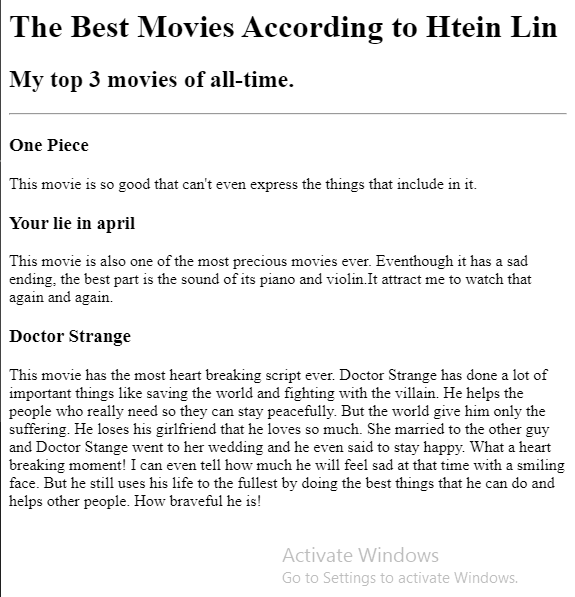 The Best Movies According to Htein Lin
My top 3 movies of all-time.
One Piece
This movie is so good that can't even express the things that include in it.
Your lie in april
This movie is also one of the most precious movies ever. Eventhough it has a sad
ending, the best part is the sound of its piano and violin.It attract me to watch that
again and again.
Doctor Strange
This movie has the most heart breaking script ever. Doctor Strange has done a lot of
important things like saving the world and fighting with the villain. He helps the
people who really need so they can stay peacefully. But the world give him only the
suffering. He loses his girlfriend that he loves so much. She married to the other guy
and Doctor Stange went to her wedding and he even said to stay happy. What a heart
breaking moment! I can even tell how much he will feel sad at that time with a smiling
face. But he still uses his life to the fullest by doing the best things that he can do and
helps other people. How braveful he is!
Activate Windows
Go to Settings to activate Windows.